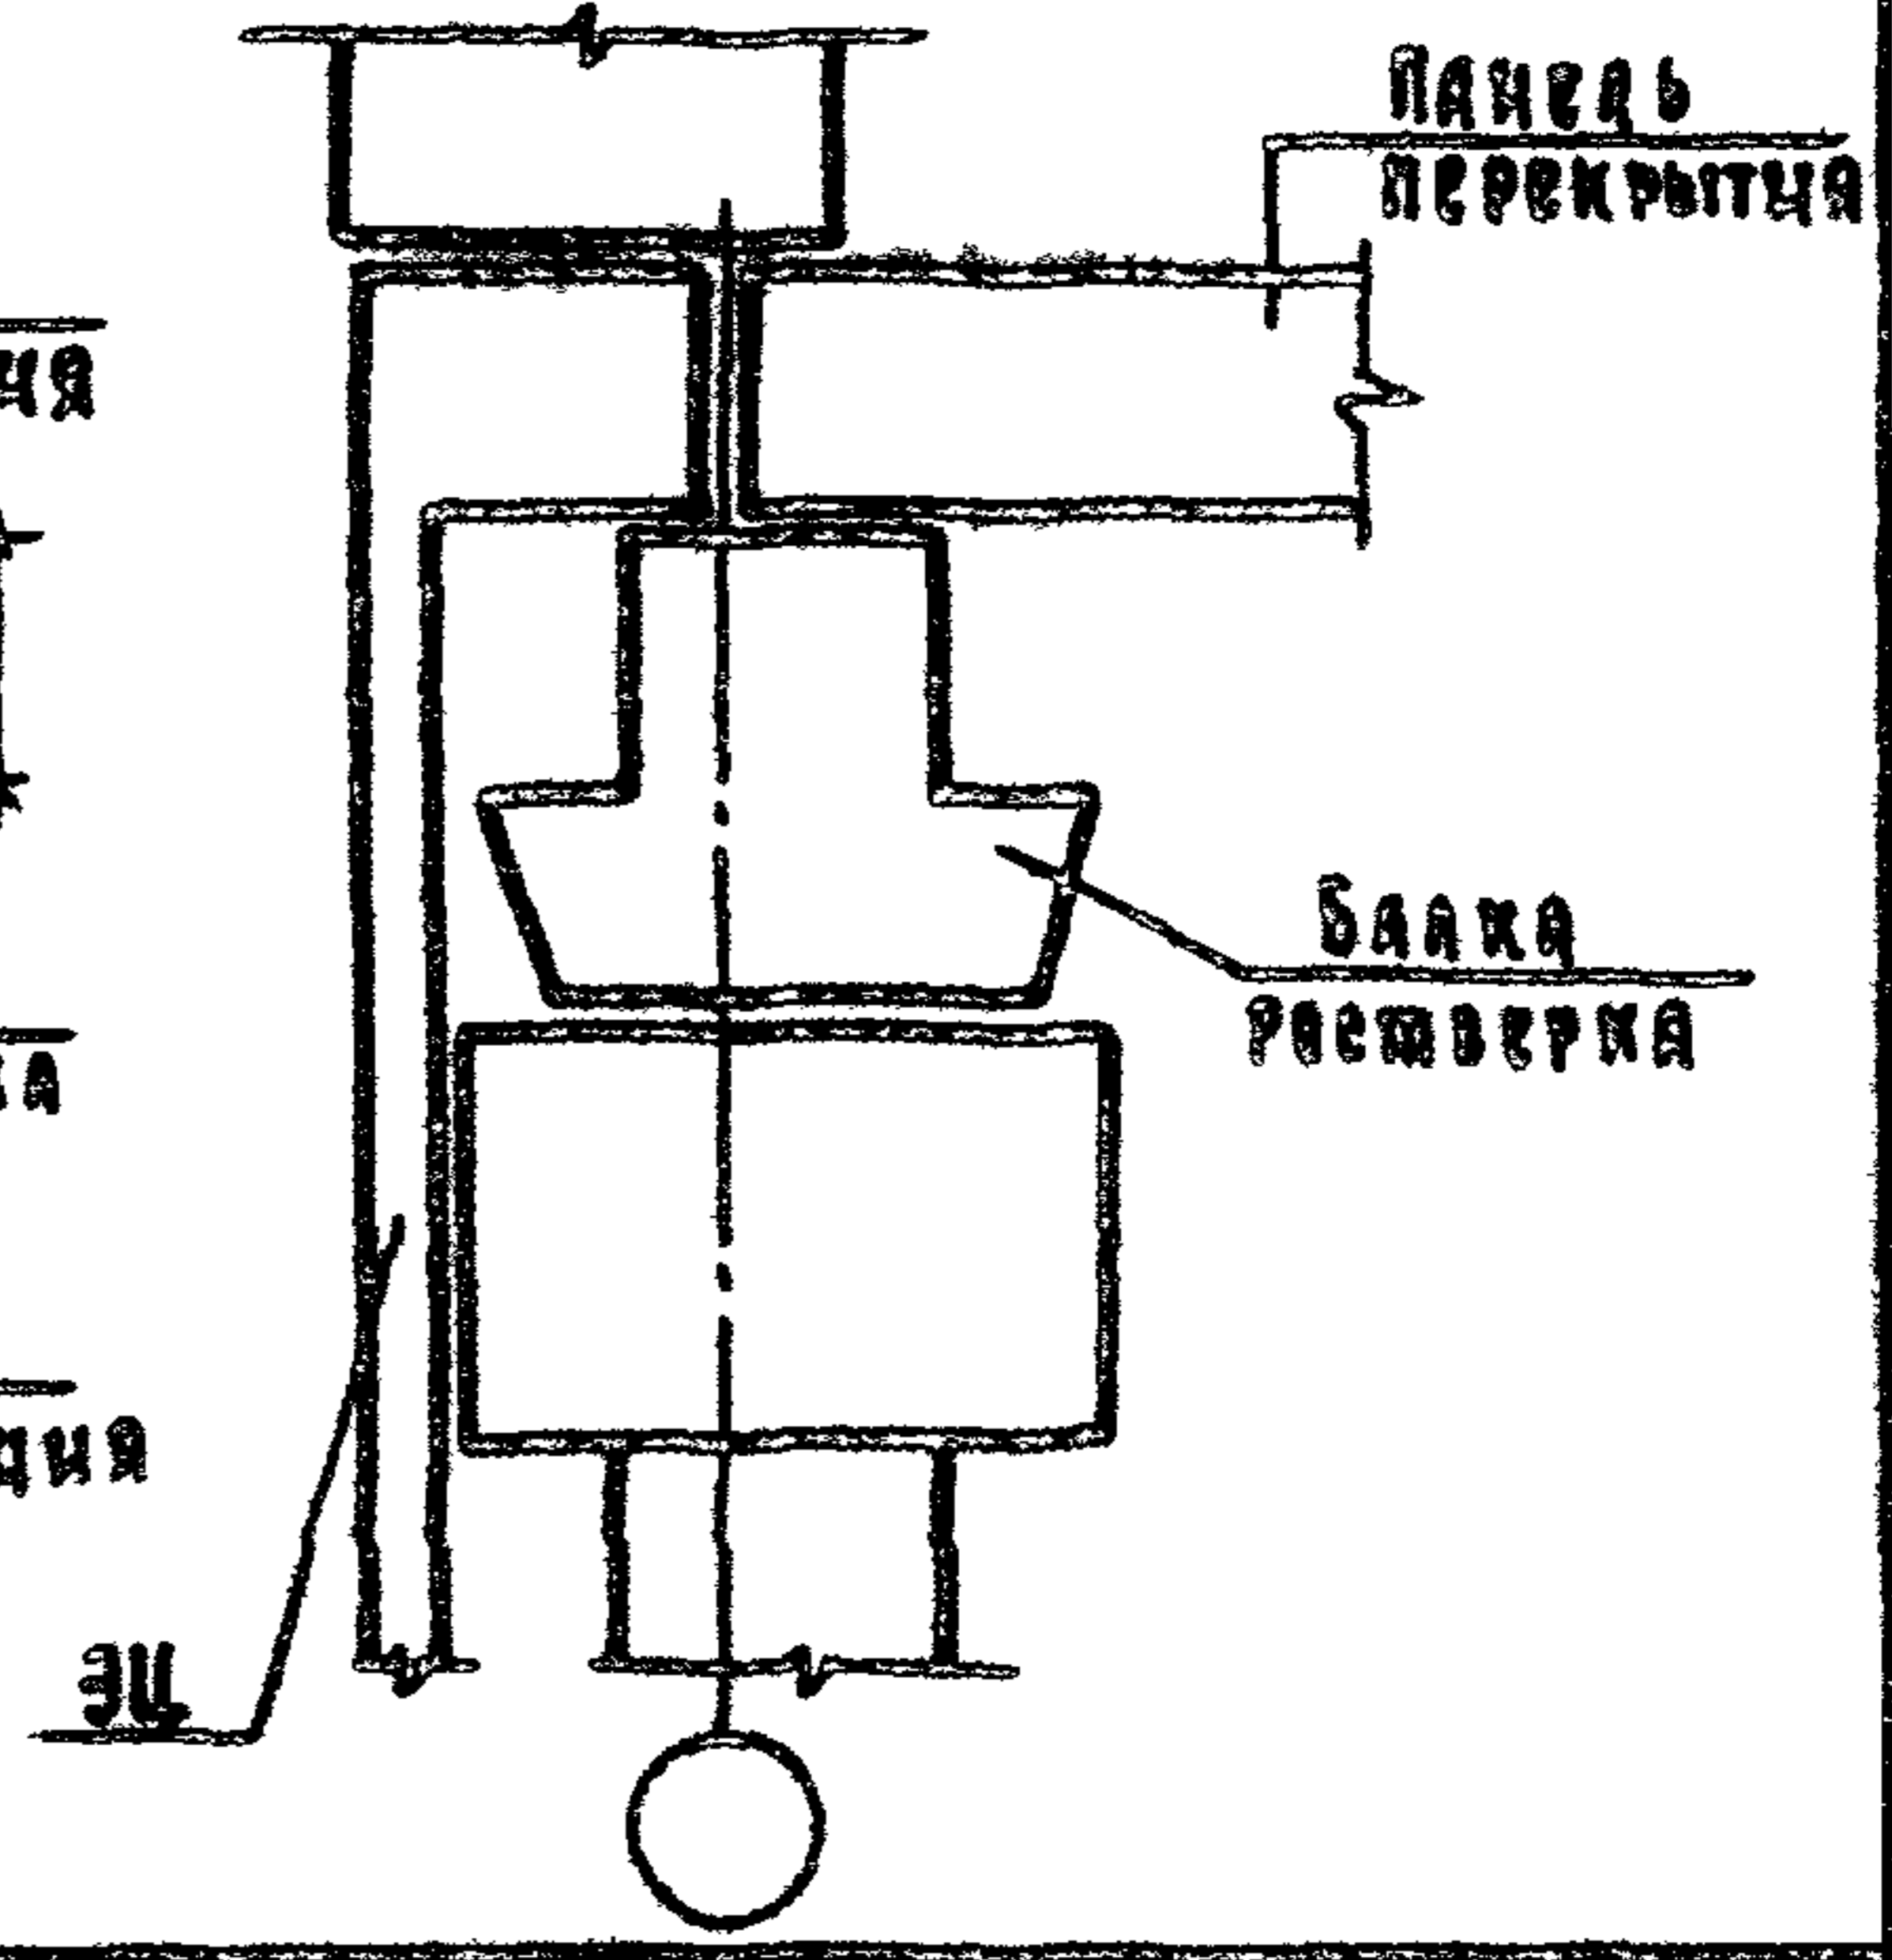 Панель
перекрытия
Балка
Ростверка
ЭЦ